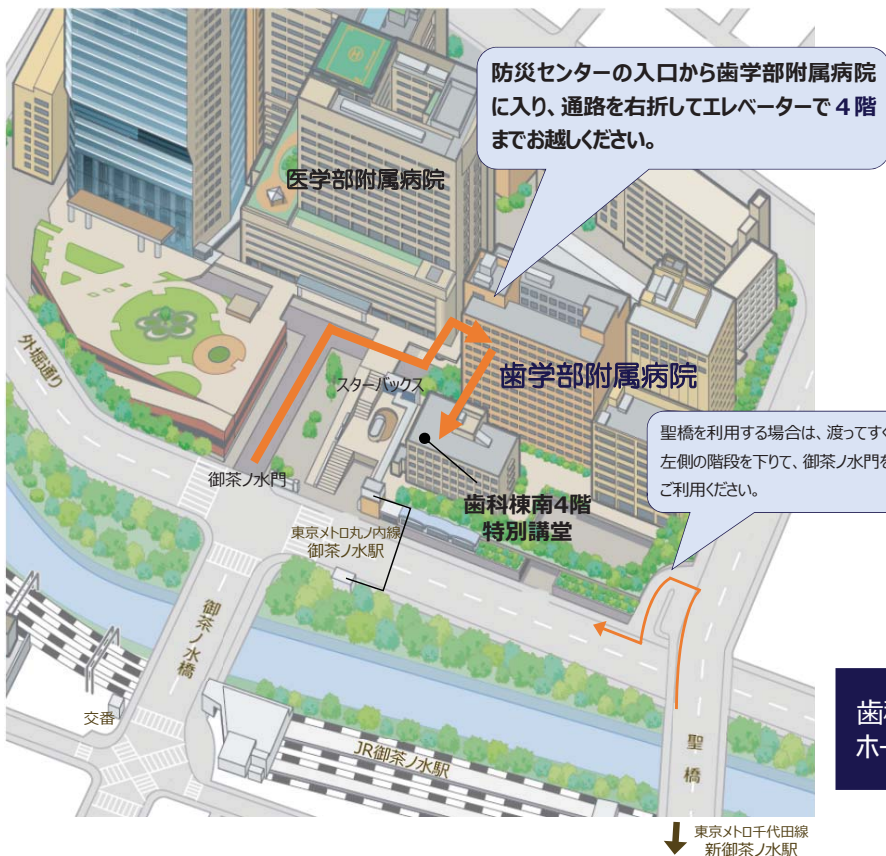 防災センターの入口から歯学部附属病院
に入り、通路を右折してエレベーターで 4 階
までお越しください。
医学部附属病院
外堀通り
スターバックス
歯学部附属病院
御茶ノ水門
聖橋を利用する場合は、渡ってすぐ
左側の階段を下りて、御茶ノ水門を
ご利用ください。
歯科棟南4階
特別講堂
東京メトロ丸ノ内線
御茶ノ水駅
御茶ノ水橋
交番
JR御茶ノ水駅
聖橋
歯科
ホー
東京メトロ千代田線
新御茶ノ水駅